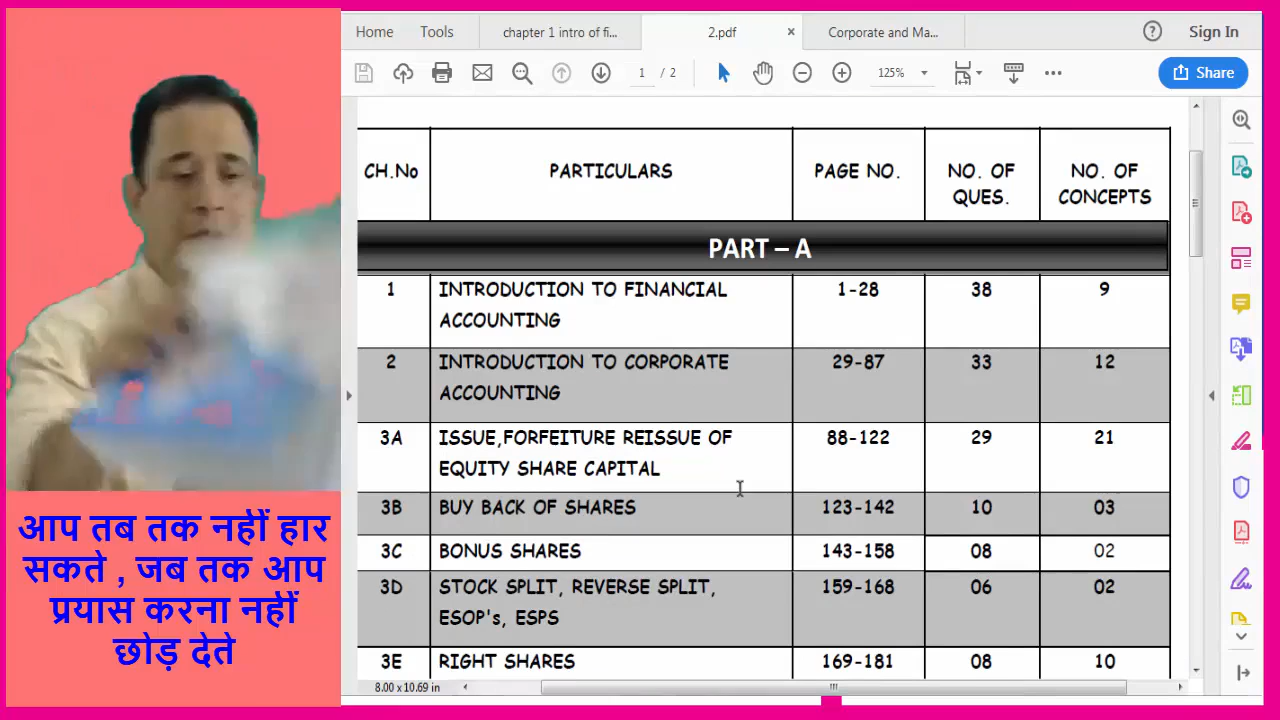 Home
Tools
chapter 1 intro of fi...
2.pdf
Corporate and Ma...
Sign In
1 / 2
125%
Share
CH.No
PARTICULARS
PAGE NO.
NO. OF
QUES.
NO. OF
CONCEPTS
PART – A
1
INTRODUCTION TO FINANCIAL
ACCOUNTING
1-28
38
9
2
INTRODUCTION TO CORPORATE
ACCOUNTING
29-87
33
12
3A
ISSUE,FORFEITURE REISSUE OF
EQUITY SHARE CAPITAL
88-122
29
21
3B
BUY BACK OF SHARES
123-142
10
03
3C
BONUS SHARES
143-158
08
02
3D
STOCK SPLIT, REVERSE SPLIT,
ESOP's, ESPS
159-168
06
02
3E
RIGHT SHARES
169-181
08
10
8.00 x 10.69 in
आप तब तक नहीं हार
सकते , जब तक आप
प्रयास करना नहीं
छोड़ देते